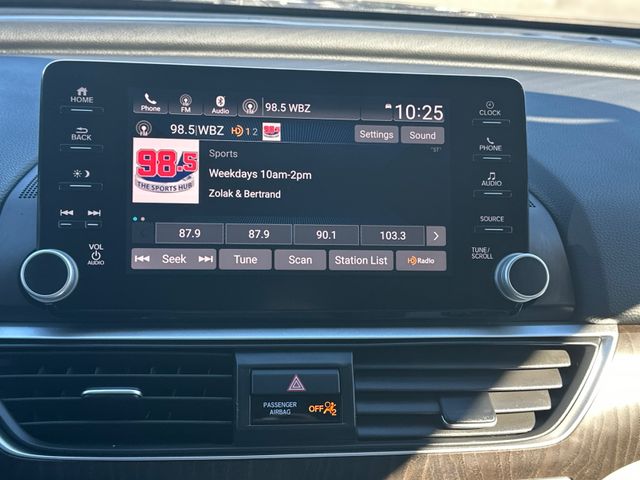 HOME
BACK
VOL
AUDIO
Phone FM Audio 98.5 WBZ 10:25
98.5|WBZ HD 1 2 Settings Sound
98.5
THE SPORTS HUB
Sports
"ST"
Weekdays 10am-2pm
Zolak & Bertrand
87.9 87.9 90.1 103.3
Seek Tune Scan Station List HD Radio
CLOCK
PHONE
AUDIO
SOURCE
TUNE/
SCROLL
PASSENGER
AIRBAG
OFF 2